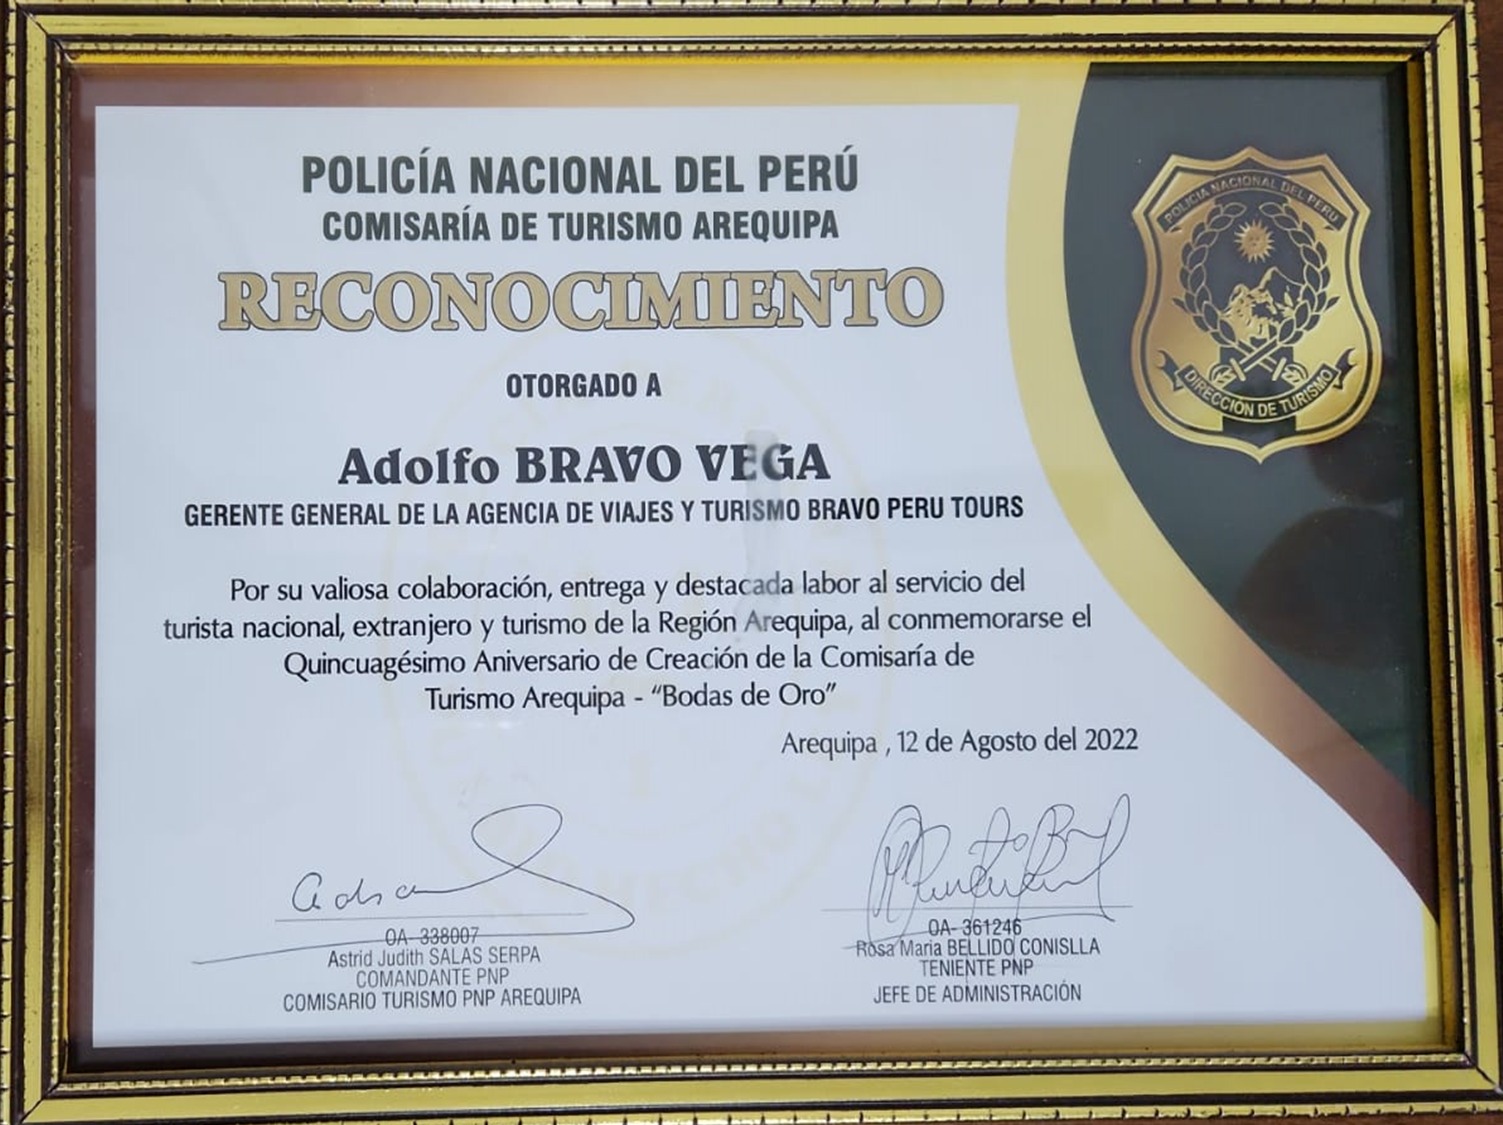 POLICÍA NACIONAL DEL PERÚ
COMISARÍA DE TURISMO AREQUIPA
RECONOCIMIENTO
OTORGADO A
Adolfo BRAVO VEGA
GERENTE GENERAL DE LA AGENCIA DE VIAJES Y TURISMO BRAVO PERU TOURS
Por su valiosa colaboración, entrega y destacada labor al servicio del
turista nacional, extranjero y turismo de la Región Arequipa, al conmemorarse el
Quincuagésimo Aniversario de Creación de la Comisaría de
Turismo Arequipa - “Bodas de Oro”
Arequipa , 12 de Agosto del 2022
OA- 338007
Astrid Judith SALAS SERPA
COMANDANTE PNP
COMISARIO TURISMO PNP AREQUIPA
OA- 361246
Rosa Maria BELLIDO CONISLLA
TENIENTE PNP
JEFE DE ADMINISTRACIÓN
POLICIA NACIONAL DEL PERU
DIRECCIÓN DE TURISMO